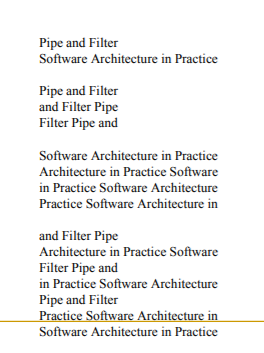 Pipe and Filter
Software Architecture in Practice
Pipe and Filter
and Filter Pipe
Filter Pipe and
Software Architecture in Practice
Architecture in Practice Software
in Practice Software Architecture
Practice Software Architecture in
and Filter Pipe
Architecture in Practice Software
Filter Pipe and
in Practice Software Architecture
Pipe and Filter
Practice Software Architecture in
Software Architecture in Practice